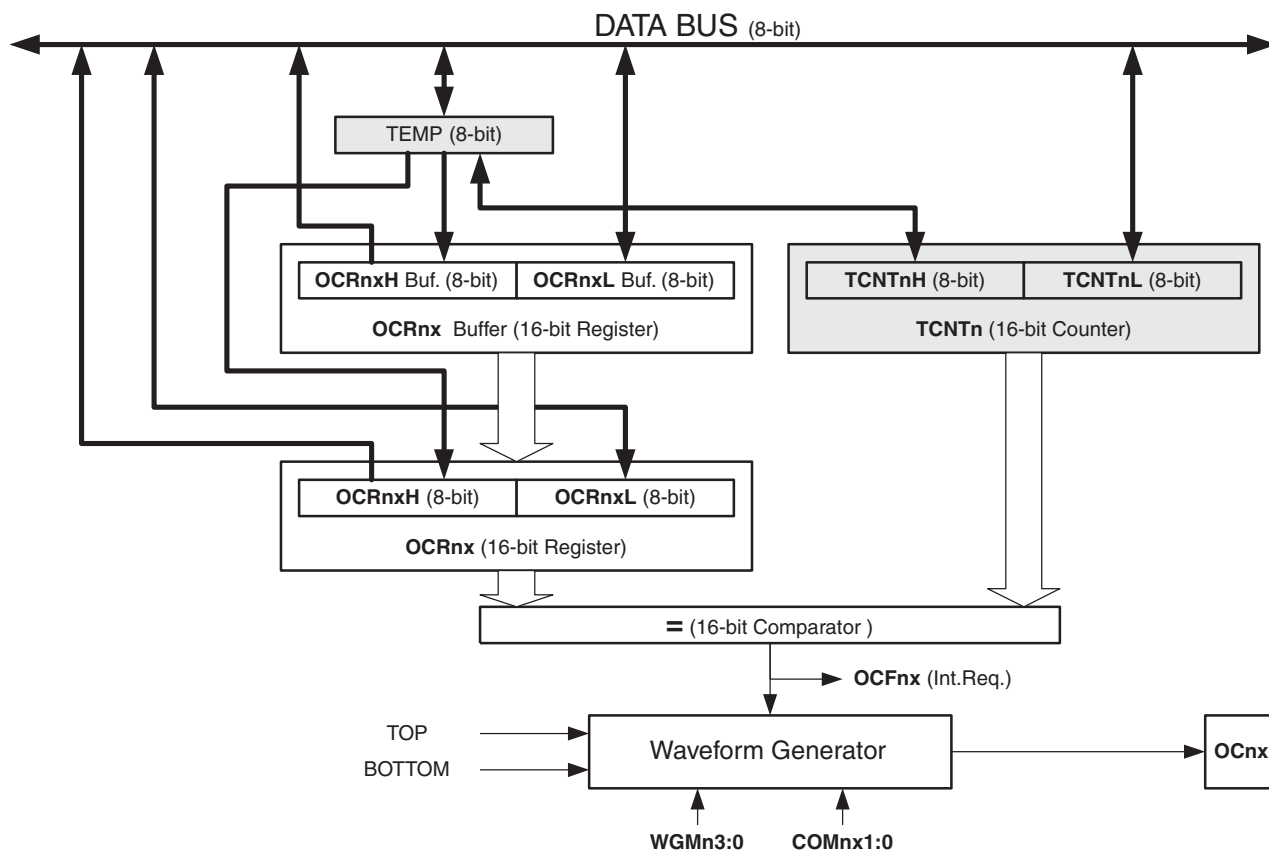 DATA BUS (8-bit)
TEMP (8-bit)
OCRnxH Buf. (8-bit)
OCRnxL Buf. (8-bit)
TCNTnH (8-bit)
TCNTnL (8-bit)
OCRnx Buffer (16-bit Register)
TCNTn (16-bit Counter)
OCRnxH (8-bit)
OCRnxL (8-bit)
OCRnx (16-bit Register)
= (16-bit Comparator )
OCFnx (Int.Req.)
TOP
BOTTOM
Waveform Generator
OCnx
WGMn3:0
COMnx1:0